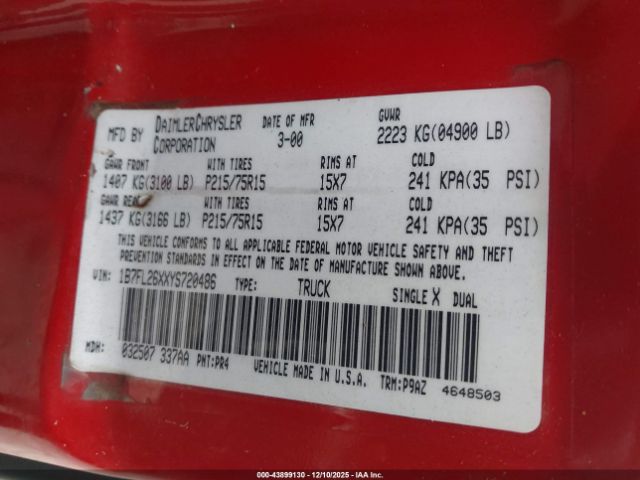 MFD BY DAIMLERCHRYSLER CORPORATION DATE OF MFR 3-00 GVWR 2223 KG(04900 LB)
GAWR FRONT WITH TIRES RIMS AT COLD
1407 KG(3100 LB) P215/75R15 15X7 241 KPA(35 PSI)
GAWR REAR WITH TIRES RIMS AT COLD
1437 KG(3166 LB) P215/75R15 15X7 241 KPA(35 PSI)
THIS VEHICLE CONFORMS TO ALL APPLICABLE FEDERAL MOTOR VEHICLE SAFETY AND THEFT
PREVENTION STANDARDS IN EFFECT ON THE DATE OF MANUFACTURE SHOWN ABOVE.
VIN: 1B7FL26XXYS720486 TYPE: TRUCK SINGLE X DUAL
MDH: 032507 337AA PNT:PR4 VEHICLE MADE IN U.S.A. TRM:P9AZ 4648503
000-43899130 - 12/10/2025 - IAAI, Inc.